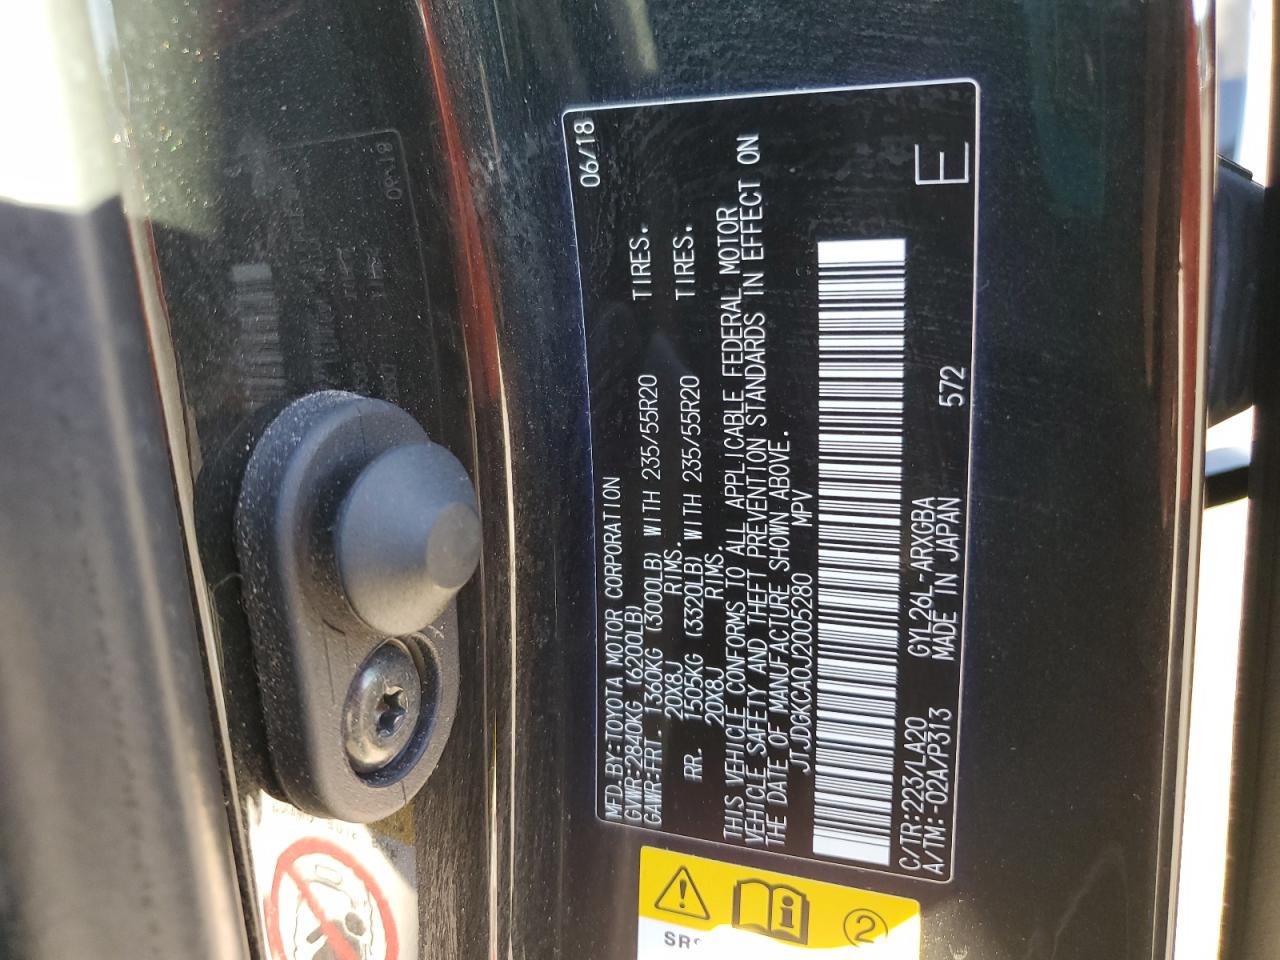 06/18
MFD.BY:TOYOTA MOTOR CORPORATION
GVWR:2840KG (6200LB)
GAWR:FRT. 1360KG (3000LB) WITH 235/55R20 TIRES.
20X8J RIMS.
RR. 1505KG (3320LB) WITH 235/55R20 TIRES.
20X8J RIMS.
THIS VEHICLE CONFORMS TO ALL APPLICABLE FEDERAL MOTOR
VEHICLE SAFETY AND THEFT PREVENTION STANDARDS IN EFFECT ON
THE DATE OF MANUFACTURE SHOWN ABOVE.
JTJDGKCA0J2005280 MPV
C/TR:223/LA20 GYL26L-ARXGBA
A/TM:-02A/P313 MADE IN JAPAN 572 E
2